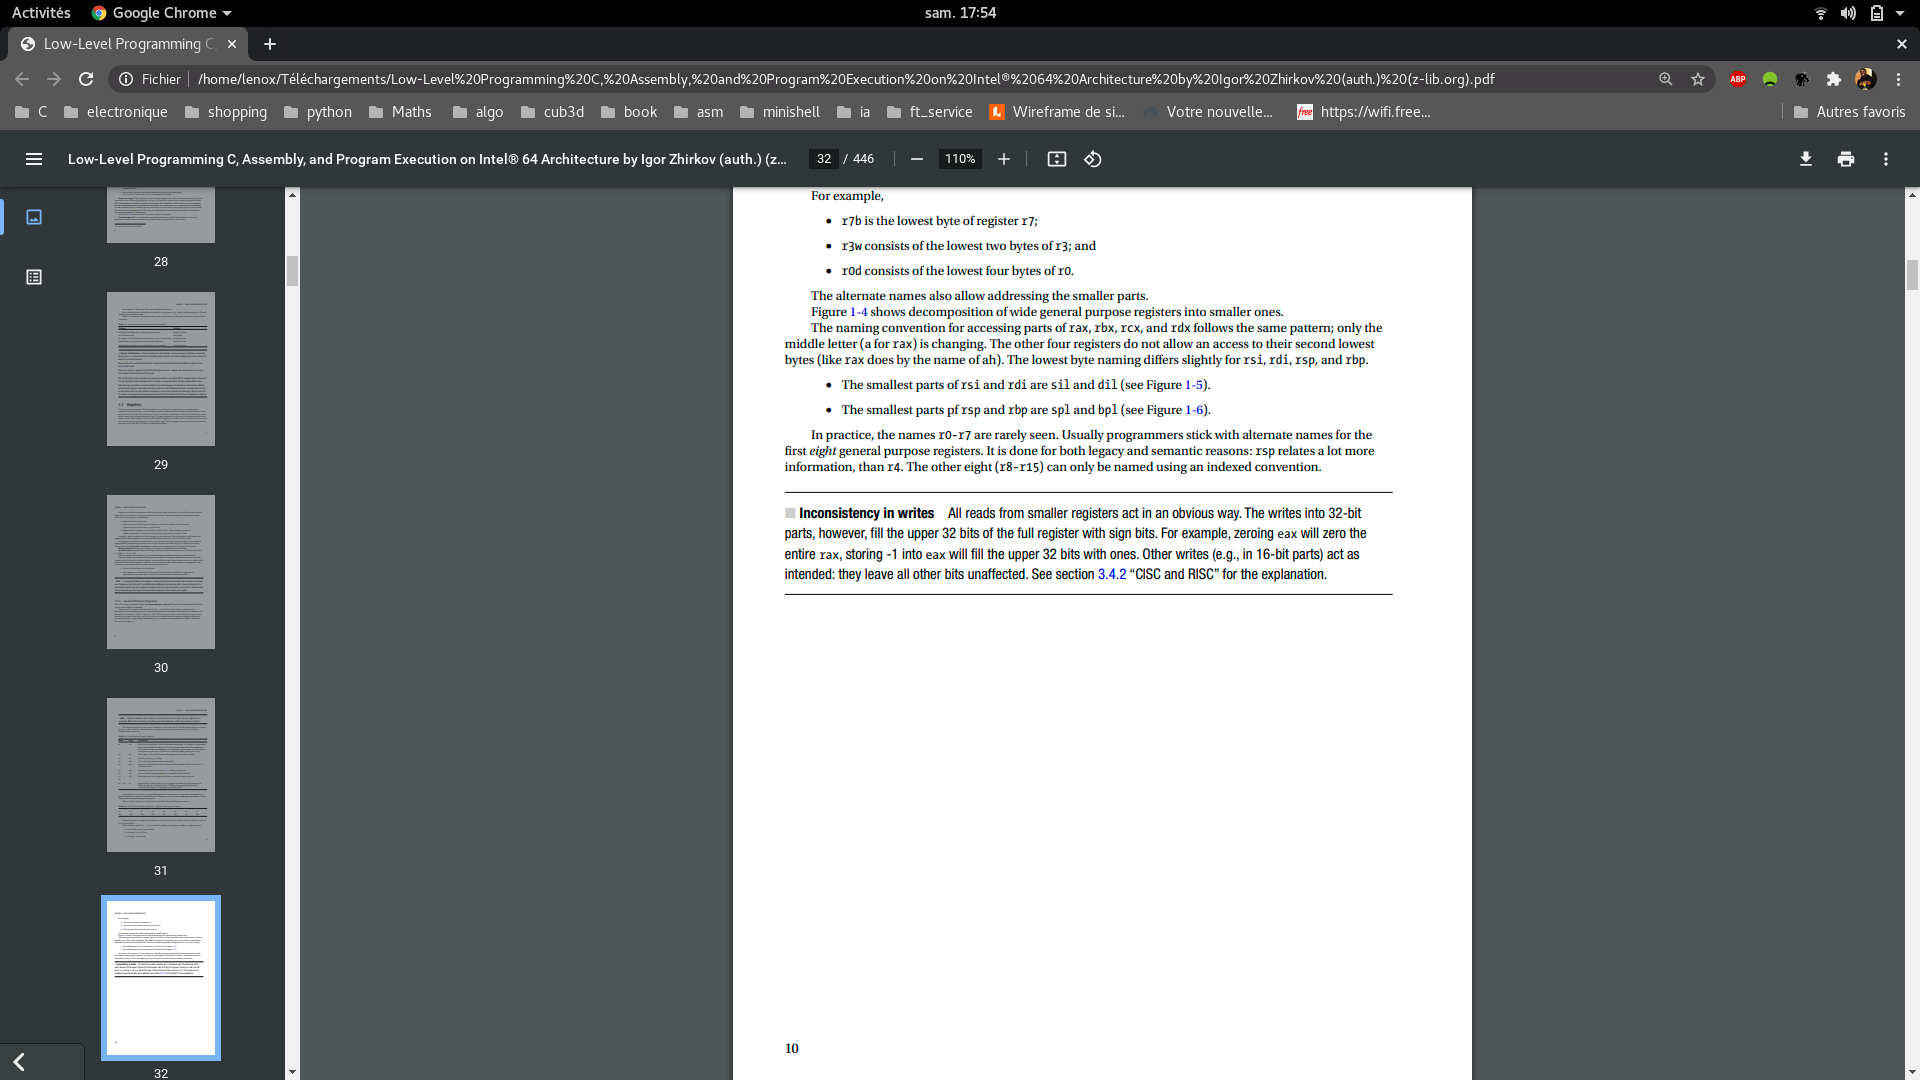 Activités
Google Chrome
sam. 17:54
Low-Level Programming C,
Fichier
/home/lenox/Téléchargements/Low-Level%20Programming%20C,%20Assembly,%20and%20Program%20Execution%20on%20Intel®%2064%20Architecture%20by%20Igor%20Zhirkov%20(auth.)%20(z-lib.org).pdf
ABP
C
electronique
shopping
python
Maths
algo
cub3d
book
asm
minishell
ia
ft_service
Wireframe de si...
Votre nouvelle...
free
https://wifi.free...
Autres favoris
Low-Level Programming C, Assembly, and Program Execution on Intel® 64 Architecture by Igor Zhirkov (auth.) (z...
32 / 446
110%
28
29
30
31
32
For example,
• r7b is the lowest byte of register r7;
• r3w consists of the lowest two bytes of r3; and
• r0d consists of the lowest four bytes of r0.
The alternate names also allow addressing the smaller parts.
Figure 1-4 shows decomposition of wide general purpose registers into smaller ones.
The naming convention for accessing parts of rax, rbx, rcx, and rdx follows the same pattern; only the
middle letter (a for rax) is changing. The other four registers do not allow an access to their second lowest
bytes (like rax does by the name of ah). The lowest byte naming differs slightly for rsi, rdi, rsp, and rbp.
• The smallest parts of rsi and rdi are sil and dil (see Figure 1-5).
• The smallest parts pf rsp and rbp are spl and bpl (see Figure 1-6).
In practice, the names r0-r7 are rarely seen. Usually programmers stick with alternate names for the
first eight general purpose registers. It is done for both legacy and semantic reasons: rsp relates a lot more
information, than r4. The other eight (r8-r15) can only be named using an indexed convention.
Inconsistency in writes All reads from smaller registers act in an obvious way. The writes into 32-bit
parts, however, fill the upper 32 bits of the full register with sign bits. For example, zeroing eax will zero the
entire rax, storing -1 into eax will fill the upper 32 bits with ones. Other writes (e.g., in 16-bit parts) act as
intended: they leave all other bits unaffected. See section 3.4.2 “CISC and RISC” for the explanation.
10